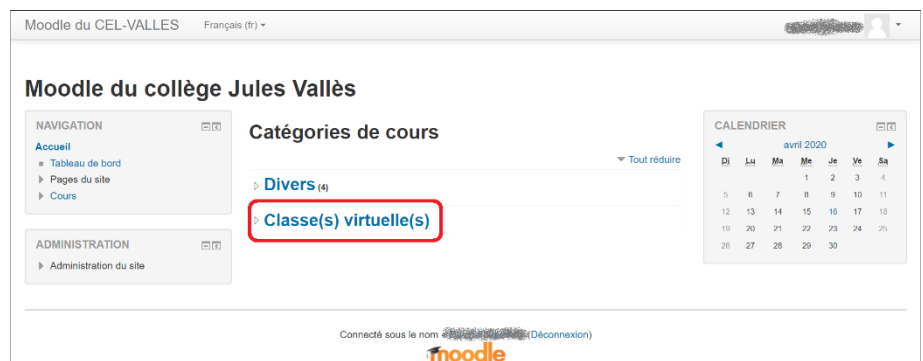 Moodle du CEL-VALLES Français (fr)
Moodle du collège Jules Vallès
NAVIGATION
Accueil
Tableau de bord
Pages du site
Cours
ADMINISTRATION
Administration du site
Catégories de cours
Tout réduire
Divers (4)
Classe(s) virtuelle(s)
CALENDRIER
avril 2020
Di Lu Ma Me Je Ve Sa
1 2 3 4
5 6 7 8 9 10 11
12 13 14 15 16 17 18
19 20 21 22 23 24 25
26 27 28 29 30
Connecté sous le nom « (Déconnexion)
moodle